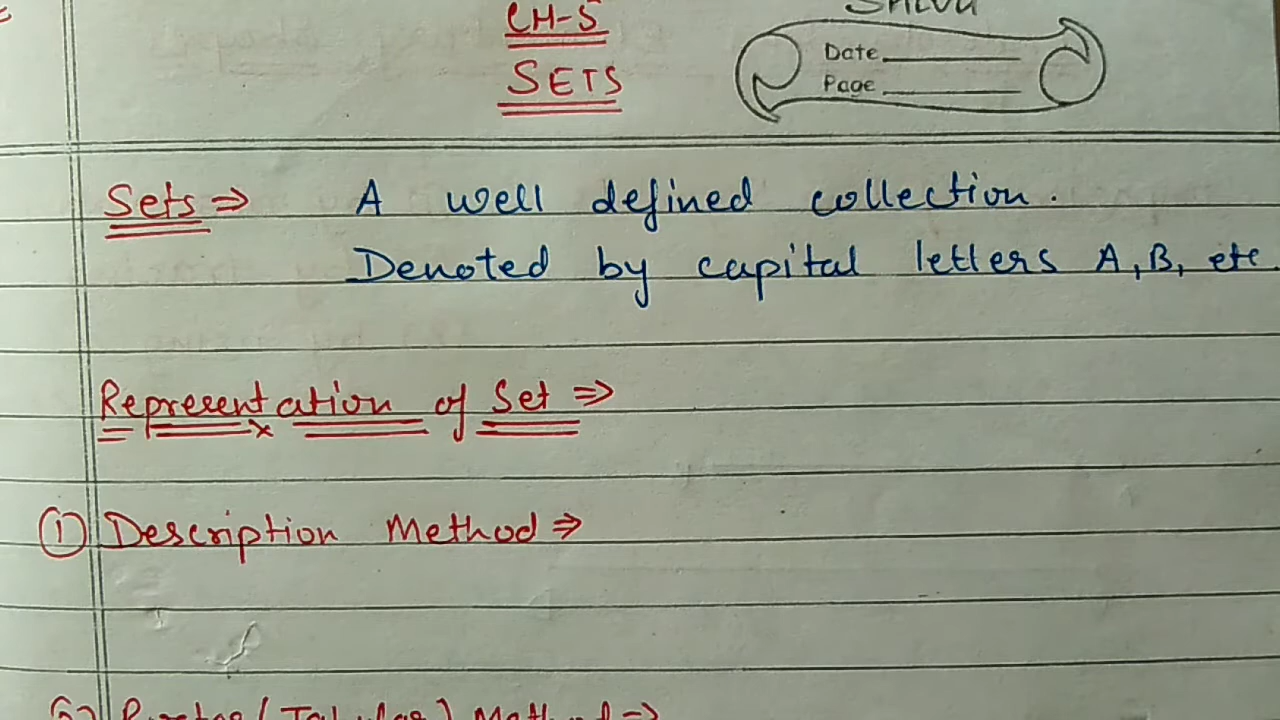 CH-5
SETS
Date
Page
Sets ⇒ A well defined collection.
Denoted by capital letters A, B, etc.
Representation of Set ⇒
① Description Method ⇒
Method ⇒